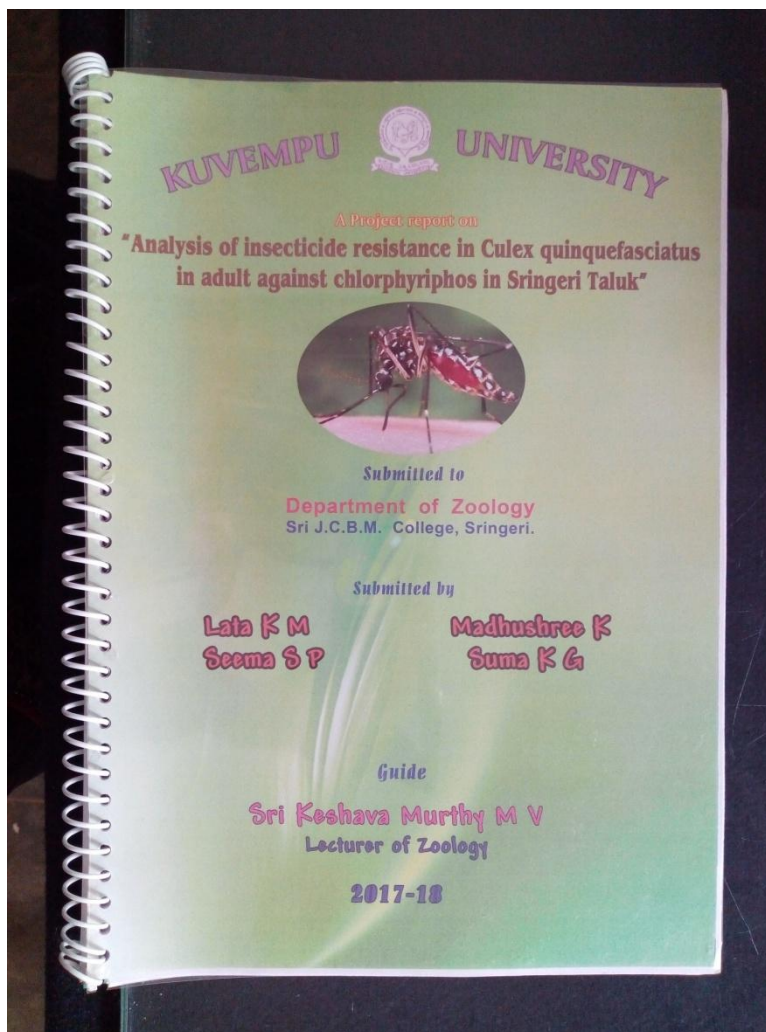 KUVEMPU UNIVERSITY
A Project report on
"Analysis of insecticide resistance in Culex quinquefasciatus
in adult against chlorphyriphos in Sringeri Taluk"
Submitted to
Department of Zoology
Sri J.C.B.M. College, Sringeri.
Submitted by
Lata K M Madhushree K
Seema S P Suma K G
Guide
Sri Keshava Murthy M V
Lecturer of Zoology
2017-18